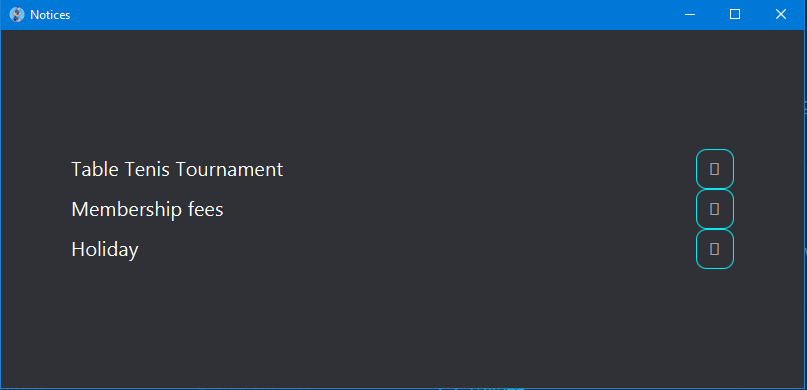 Notices
Table Tenis Tournament
Membership fees
Holiday